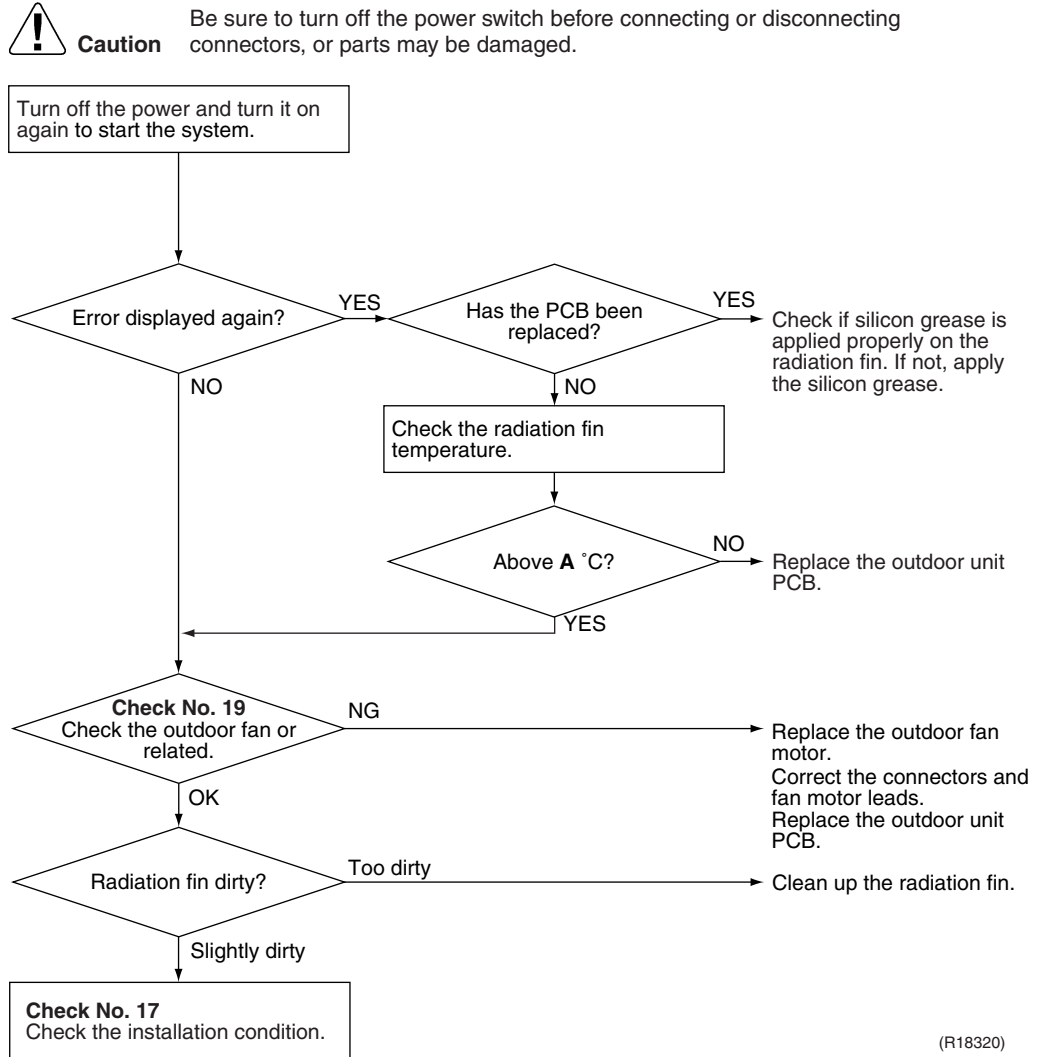 Be sure to turn off the power switch before connecting or disconnecting
Caution connectors, or parts may be damaged.
Turn off the power and turn it on
again to start the system.
Error displayed again?
YES
Has the PCB been
replaced?
YES
Check if silicon grease is
applied properly on the
radiation fin. If not, apply
the silicon grease.
NO
NO
Check the radiation fin
temperature.
Above A ˚C?
NO
Replace the outdoor unit
PCB.
YES
Check No. 19
Check the outdoor fan or
related.
NG
Replace the outdoor fan
motor.
Correct the connectors and
fan motor leads.
Replace the outdoor unit
PCB.
OK
Radiation fin dirty?
Too dirty
Clean up the radiation fin.
Slightly dirty
Check No. 17
Check the installation condition.
(R18320)